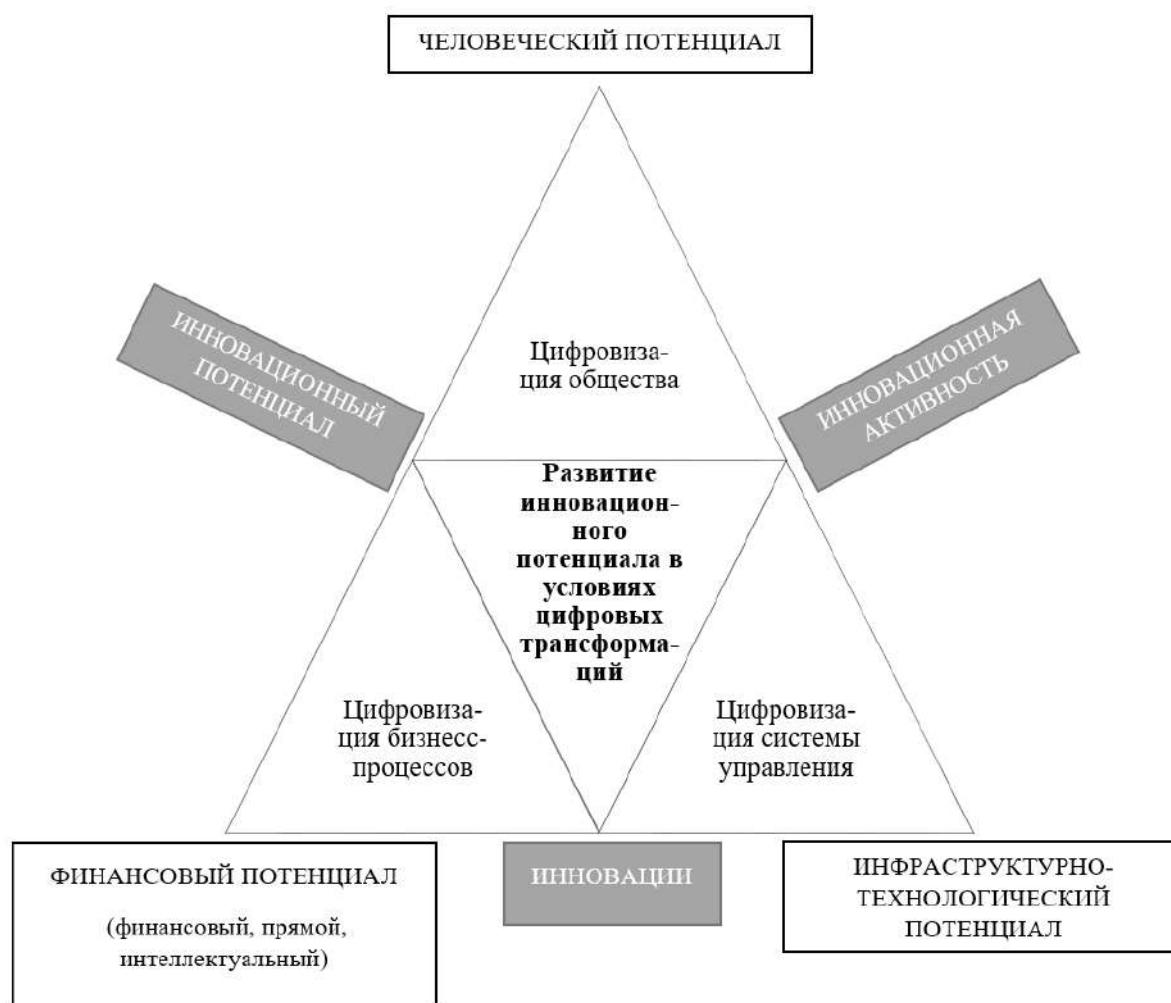 ЧЕЛОВЕЧЕСКИЙ ПОТЕНЦИАЛ
ИННОВАЦИОННЫЙ
ПОТЕНЦИАЛ
ИННОВАЦИОННАЯ
АКТИВНОСТЬ
Цифровиза-
ция общества
Развитие
инновацион-
ного
потенциала в
условиях
цифровых
трансформа-
ций
Цифровиза-
ция бизнесс-
процессов
Цифровиза-
ция системы
управления
ФИНАНСОВЫЙ ПОТЕНЦИАЛ
(финансовый, прямой,
интеллектуальный)
ИННОВАЦИИ
ИНФРАСТРУКТУРНО-
ТЕХНОЛОГИЧЕСКИЙ
ПОТЕНЦИАЛ